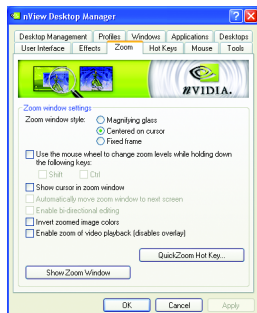 nView Desktop Manager
Desktop Management Profiles Windows Applications Desktops
User Interface Effects Zoom Hot Keys Mouse Tools
NVIDIA.
Zoom window settings
Zoom window style: Magnifying glass
Centered on cursor
Fixed frame
Use the mouse wheel to change zoom levels while holding down
the following keys:
Shift Ctrl
Show cursor in zoom window
Automatically move zoom window to next screen
Enable bi-directional editing
Invert zoomed image colors
Enable zoom of video playback (disables overlay)
QuickZoom Hot Key...
Show Zoom Window
OK Cancel Apply